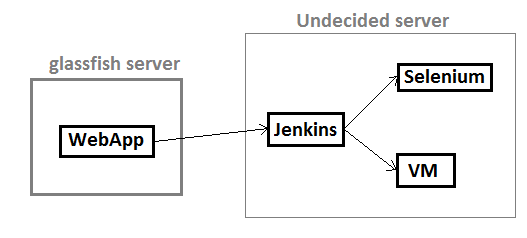 Undecided server
glassfish server
Selenium
WebApp
Jenkins
VM